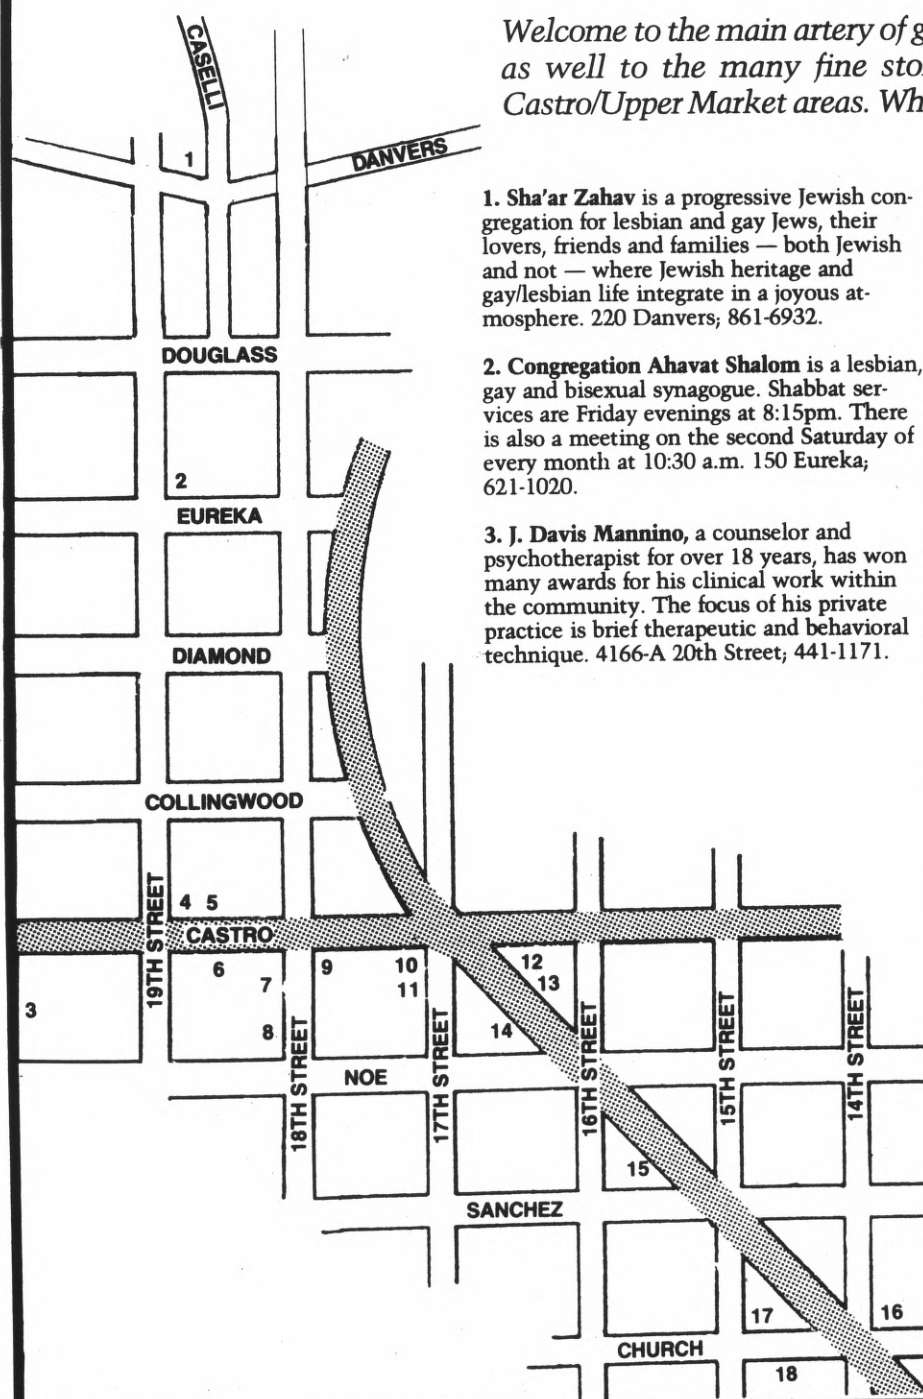 Welcome to the main artery of g
as well to the many fine sto
Castro/Upper Market areas. Wh
CASELLI
1
DANVERS
1. Sha'ar Zahav is a progressive Jewish con-
gregation for lesbian and gay Jews, their
lovers, friends and families — both Jewish
and not — where Jewish heritage and
gay/lesbian life integrate in a joyous at-
mosphere. 220 Danvers; 861-6932.
DOUGLASS
2. Congregation Ahavat Shalom is a lesbian,
gay and bisexual synagogue. Shabbat ser-
vices are Friday evenings at 8:15pm. There
is also a meeting on the second Saturday of
every month at 10:30 a.m. 150 Eureka;
621-1020.
2
EUREKA
3. J. Davis Mannino, a counselor and
psychotherapist for over 18 years, has won
many awards for his clinical work within
the community. The focus of his private
practice is brief therapeutic and behavioral
technique. 4166-A 20th Street; 441-1171.
DIAMOND
COLLINGWOOD
19TH STREET
4 5
CASTRO
3
6
7
8
9
10
11
12
13
14
18TH STREET
NOE
17TH STREET
16TH STREET
15TH STREET
14TH STREET
15
SANCHEZ
17
16
CHURCH
18